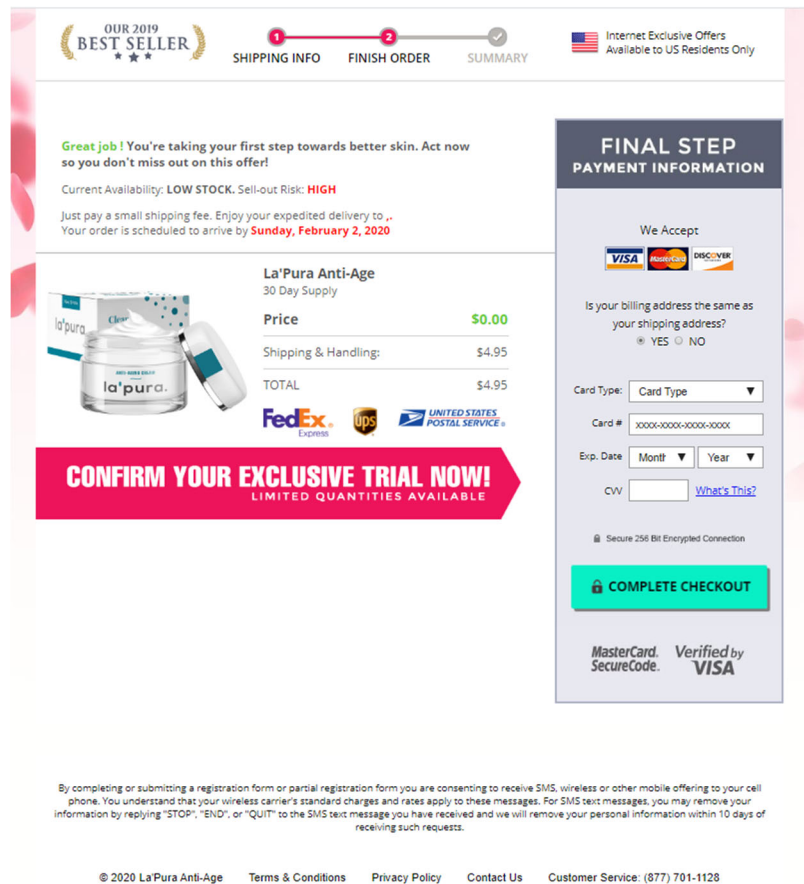 OUR 2019
BEST SELLER
1
2
SHIPPING INFO
FINISH ORDER
SUMMARY
Internet Exclusive Offers
Available to US Residents Only
Great job ! You're taking your first step towards better skin. Act now
so you don't miss out on this offer!
Current Availability: LOW STOCK. Sell-out Risk: HIGH
Just pay a small shipping fee. Enjoy your expedited delivery to ,.
Your order is scheduled to arrive by Sunday, February 2, 2020
la'pura
Clea
ANTI-AGING CREAM
la'pura.
La'Pura Anti-Age
30 Day Supply
Price $0.00
Shipping & Handling: $4.95
TOTAL $4.95
FedEx.
Express
ups
UNITED STATES
POSTAL SERVICE®
CONFIRM YOUR EXCLUSIVE TRIAL NOW!
LIMITED QUANTITIES AVAILABLE
FINAL STEP
PAYMENT INFORMATION
We Accept
VISA MasterCard DISCOVER
Is your billing address the same as
your shipping address?
YES NO
Card Type: Card Type
Card # xxxx-xxxx-xxxx-xxxx
Exp. Date Month Year
CVV What's This?
Secure 256 Bit Encrypted Connection
COMPLETE CHECKOUT
MasterCard. SecureCode.
Verified by VISA
By completing or submitting a registration form or partial registration form you are consenting to receive SMS, wireless or other mobile offering to your cell
phone. You understand that your wireless carrier's standard charges and rates apply to these messages. For SMS text messages, you may remove your
information by replying "STOP", "END", or "QUIT" to the SMS text message you have received and we will remove your personal information within 10 days of
receiving such requests.
© 2020 La'Pura Anti-Age Terms & Conditions Privacy Policy Contact Us Customer Service: (877) 701-1128